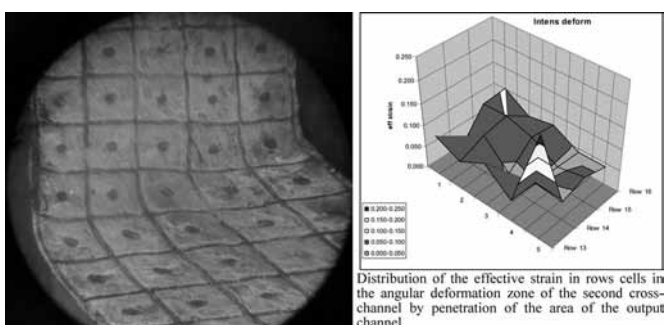 Intens deform
0.250
0.200
0.150
0.100
0.050
0.000
eff strain
1
2
3
4
5
Row 16
Row 15
Row 14
Row 13
0.200-0.250
0.150-0.200
0.100-0.150
0.050-0.100
0.000-0.050
Distribution of the effective strain in rows cells in
the angular deformation zone of the second cross-
channel by penetration of the area of the output
channel